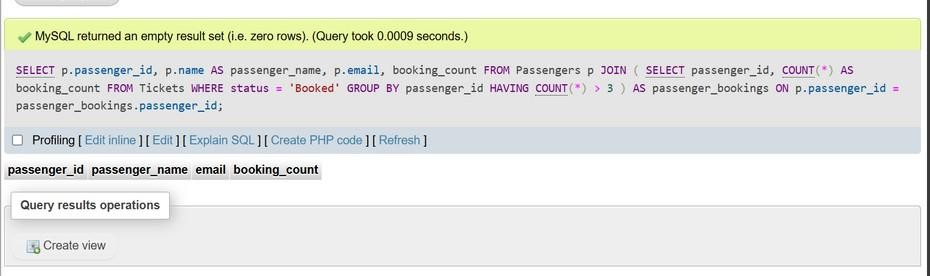 MySQL returned an empty result set (i.e. zero rows). (Query took 0.0009 seconds.)
SELECT p.passenger_id, p.name AS passenger_name, p.email, booking_count FROM Passengers p JOIN ( SELECT passenger_id, COUNT(*) AS
booking_count FROM Tickets WHERE status = 'Booked' GROUP BY passenger_id HAVING COUNT(*) > 3 ) AS passenger_bookings ON p.passenger_id =
passenger_bookings.passenger_id;
Profiling [ Edit inline ] [ Edit ] [ Explain SQL ] [ Create PHP code ] [ Refresh ]
passenger_id passenger_name email booking_count
Query results operations
Create view